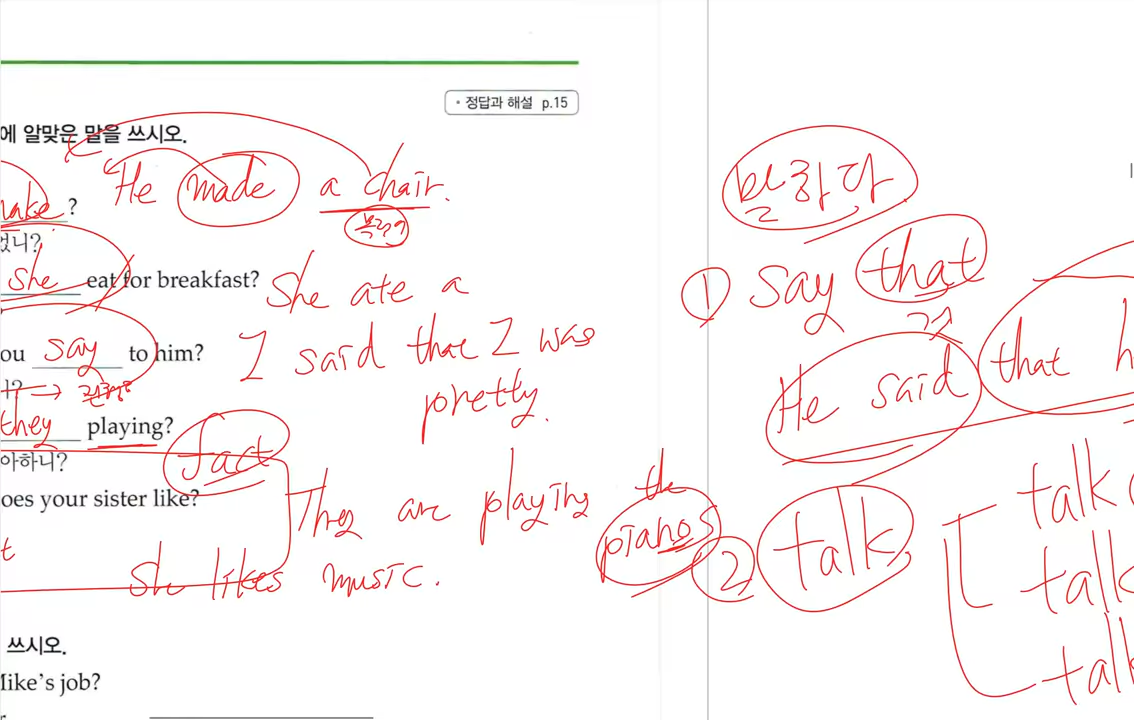 • 정답과 해설 p.15
에 알맞은 말을 쓰시오.
He made a chair.
make ?
었니?
she eat for breakfast?
She ate a
ou say to him?
I said that I was
pretty.
they playing?
fact
아하니?
oes your sister like?
They are playing the
pianos
t
She likes music.
쓰시오.
Mike's job?
말하다
① Say that
것
He said that h
② talk
talk
talk
talk